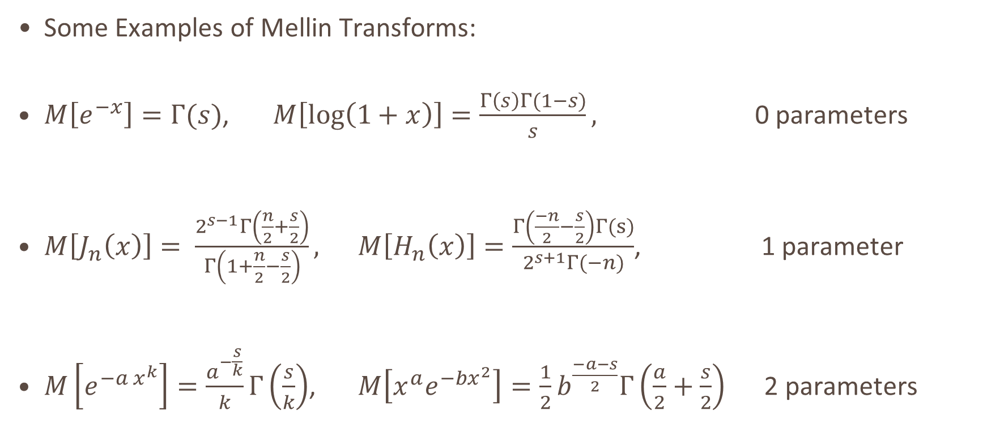 • Some Examples of Mellin Transforms:
• $M[e^{-x}] = \Gamma(s),\quad M[\log(1+x)] = \frac{\Gamma(s)\Gamma(1-s)}{s},$ 0 parameters
• $M[J_n(x)] = \frac{2^{s-1}\Gamma\left(\frac{n}{2}+\frac{s}{2}\right)}{\Gamma\left(1+\frac{n}{2}-\frac{s}{2}\right)},\quad M[H_n(x)] = \frac{\Gamma\left(\frac{-n}{2}-\frac{s}{2}\right)\Gamma(s)}{2^{s+1}\Gamma(-n)},$ 1 parameter
• $M\left[e^{-a\,x^k}\right] = \frac{a^{-\frac{s}{k}}}{k}\Gamma\left(\frac{s}{k}\right),\quad M\left[x^a e^{-bx^2}\right] = \frac{1}{2} b^{\frac{-a-s}{2}}\Gamma\left(\frac{a}{2}+\frac{s}{2}\right)$ 2 parameters